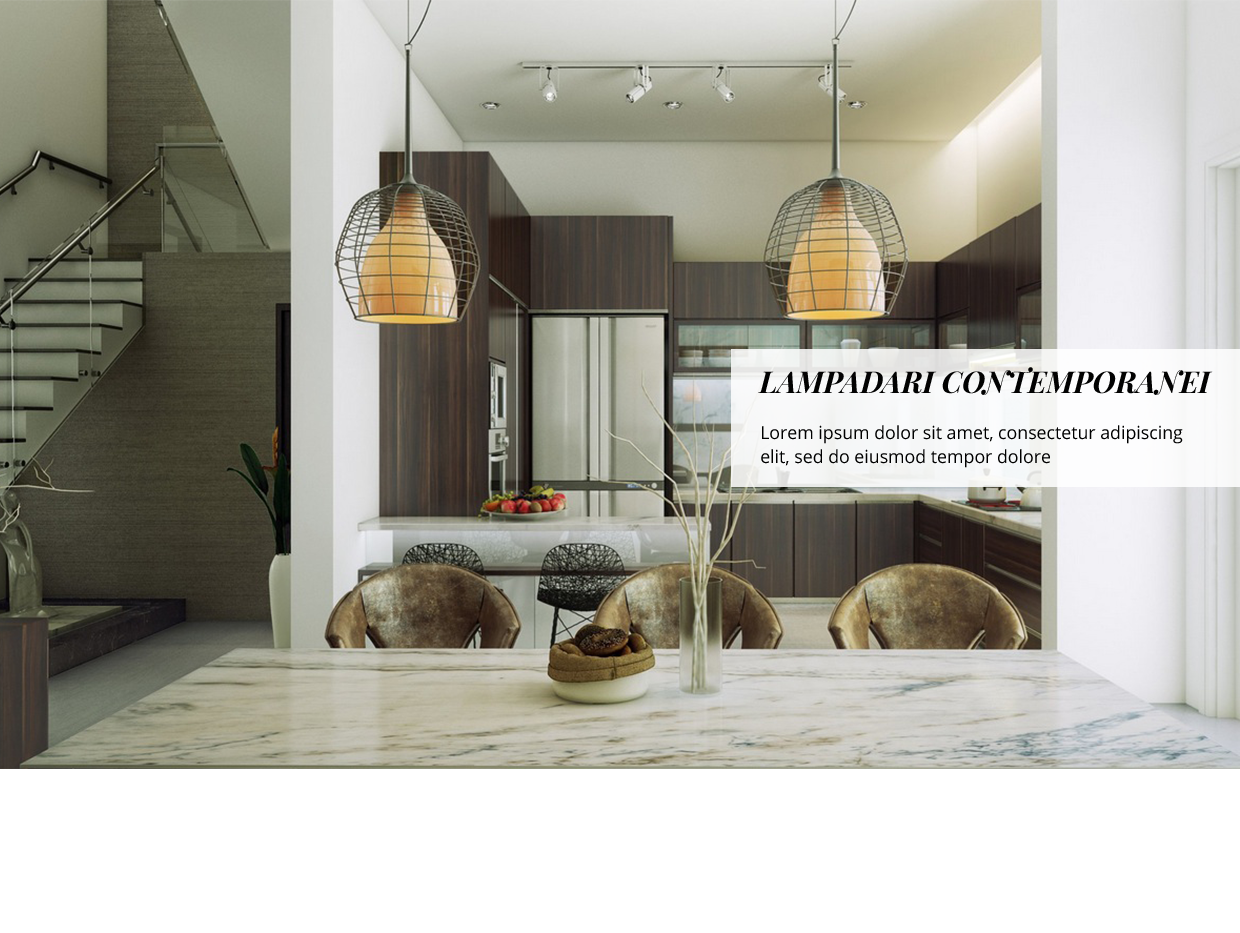 LAMPADARI CONTEMPORANEI
Lorem ipsum dolor sit amet, consectetur adipiscing
elit, sed do eiusmod tempor dolore